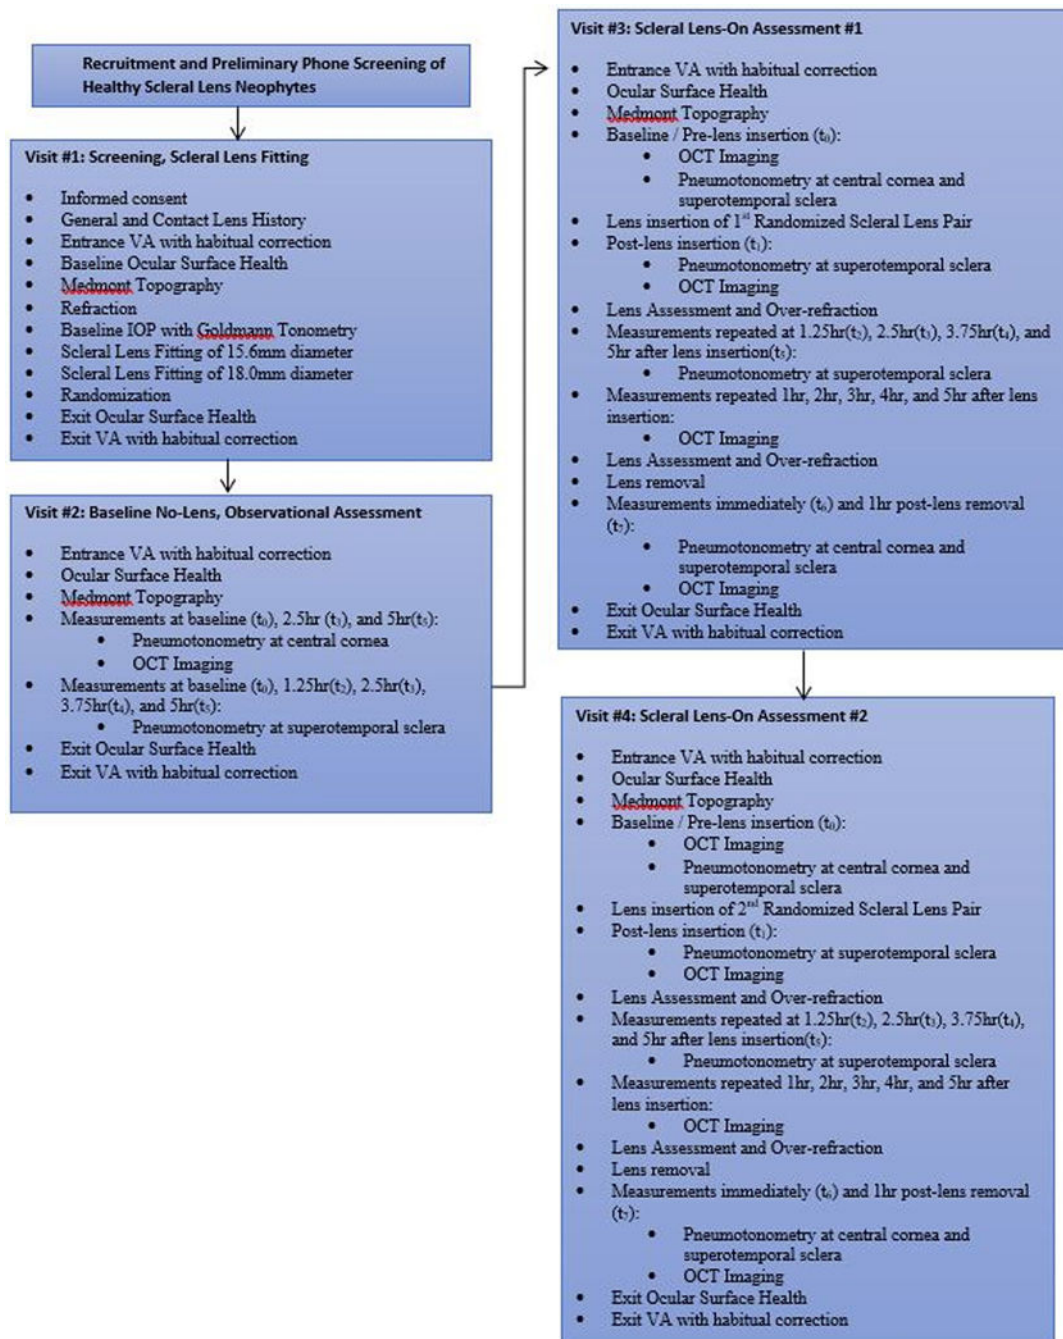 Recruitment and Preliminary Phone Screening of
Healthy Scleral Lens Neophytes
Visit #1: Screening, Scleral Lens Fitting
• Informed consent
• General and Contact Lens History
• Entrance VA with habitual correction
• Baseline Ocular Surface Health
• Medmont Topography
• Refraction
• Baseline IOP with Goldmann Tonometry
• Scleral Lens Fitting of 15.6mm diameter
• Scleral Lens Fitting of 18.0mm diameter
• Randomization
• Exit Ocular Surface Health
• Exit VA with habitual correction
Visit #2: Baseline No-Lens, Observational Assessment
• Entrance VA with habitual correction
• Ocular Surface Health
• Medmont Topography
• Measurements at baseline (t₀), 2.5hr (t₃), and 5hr(t₅):
• Pneumotonometry at central cornea
• OCT Imaging
• Measurements at baseline (t₀), 1.25hr(t₂), 2.5hr(t₃),
3.75hr(t₄), and 5hr(t₅):
• Pneumotonometry at superotemporal sclera
• Exit Ocular Surface Health
• Exit VA with habitual correction
Visit #3: Scleral Lens-On Assessment #1
• Entrance VA with habitual correction
• Ocular Surface Health
• Medmont Topography
• Baseline / Pre-lens insertion (t₀):
• OCT Imaging
• Pneumotonometry at central cornea and
superotemporal sclera
• Lens insertion of 1st Randomized Scleral Lens Pair
• Post-lens insertion (t₁):
• Pneumotonometry at superotemporal sclera
• OCT Imaging
• Lens Assessment and Over-refraction
• Measurements repeated at 1.25hr(t₂), 2.5hr(t₃), 3.75hr(t₄), and
5hr after lens insertion(t₅):
• Pneumotonometry at superotemporal sclera
• Measurements repeated 1hr, 2hr, 3hr, 4hr, and 5hr after lens
insertion:
• OCT Imaging
• Lens Assessment and Over-refraction
• Lens removal
• Measurements immediately (t₆) and 1hr post-lens removal
(t₇):
• Pneumotonometry at central cornea and
superotemporal sclera
• OCT Imaging
• Exit Ocular Surface Health
• Exit VA with habitual correction
Visit #4: Scleral Lens-On Assessment #2
• Entrance VA with habitual correction
• Ocular Surface Health
• Medmont Topography
• Baseline / Pre-lens insertion (t₀):
• OCT Imaging
• Pneumotonometry at central cornea and
superotemporal sclera
• Lens insertion of 2nd Randomized Scleral Lens Pair
• Post-lens insertion (t₁):
• Pneumotonometry at superotemporal sclera
• OCT Imaging
• Lens Assessment and Over-refraction
• Measurements repeated at 1.25hr(t₂), 2.5hr(t₃), 3.75hr(t₄),
and 5hr after lens insertion(t₅):
• Pneumotonometry at superotemporal sclera
• Measurements repeated 1hr, 2hr, 3hr, 4hr, and 5hr after
lens insertion:
• OCT Imaging
• Lens Assessment and Over-refraction
• Lens removal
• Measurements immediately (t₆) and 1hr post-lens removal
(t₇):
• Pneumotonometry at central cornea and
superotemporal sclera
• OCT Imaging
• Exit Ocular Surface Health
• Exit VA with habitual correction